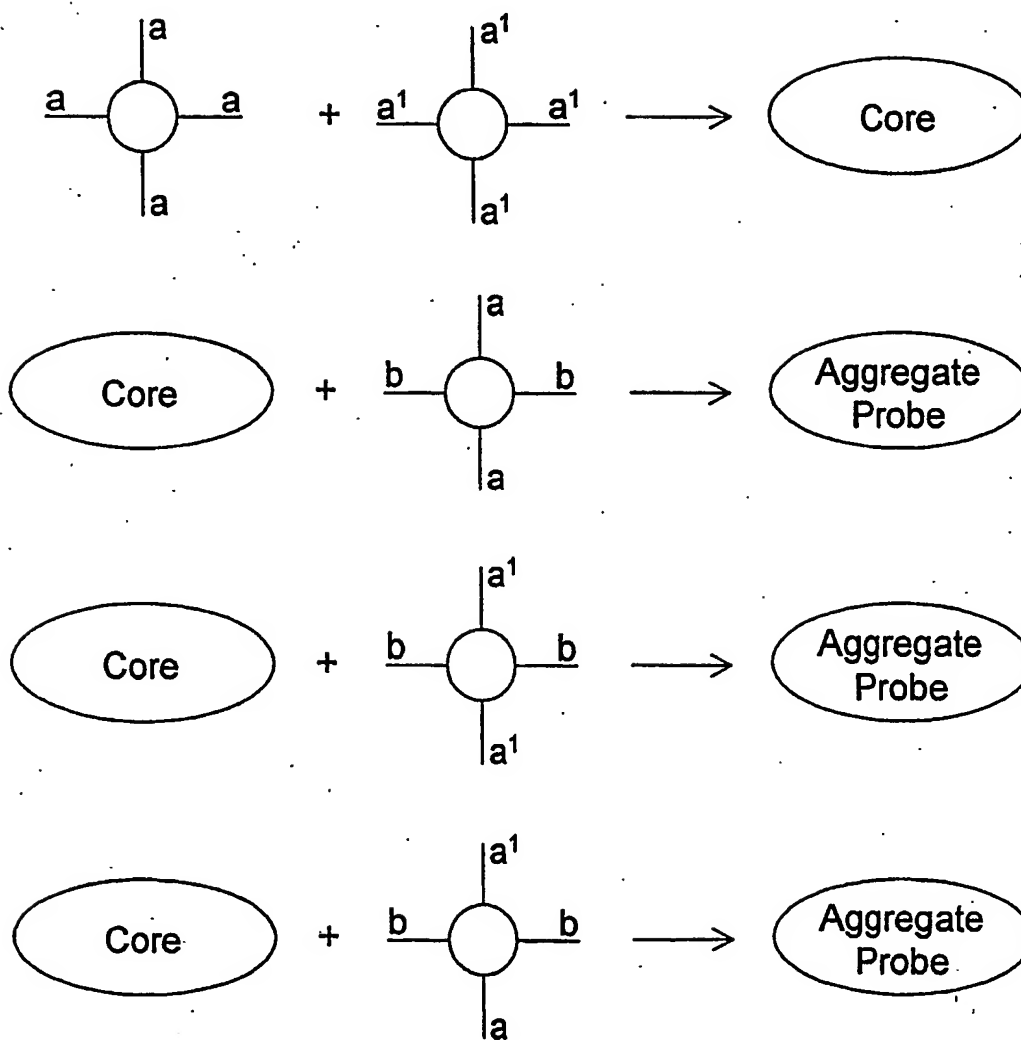 a
a¹
a a + a¹ a¹ → Core
a
a¹
a
Core + b b → Aggregate Probe
a
a¹
Core + b b → Aggregate Probe
a¹
a¹
Core + b b → Aggregate Probe
a